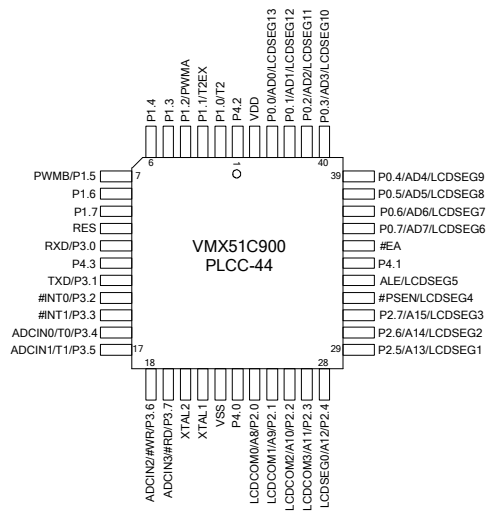 P1.4
P1.3
P1.2/PWMA
P1.1/T2EX
P1.0/T2
P4.2
VDD
P0.0/AD0/LCDSEG13
P0.1/AD1/LCDSEG12
P0.2/AD2/LCDSEG11
P0.3/AD3/LCDSEG10
6
1
40
PWMB/P1.5
P1.6
P1.7
RES
RXD/P3.0
P4.3
TXD/P3.1
#INT0/P3.2
#INT1/P3.3
ADCIN0/T0/P3.4
ADCIN1/T1/P3.5
7
17
VMX51C900
PLCC-44
39
29
P0.4/AD4/LCDSEG9
P0.5/AD5/LCDSEG8
P0.6/AD6/LCDSEG7
P0.7/AD7/LCDSEG6
#EA
P4.1
ALE/LCDSEG5
#PSEN/LCDSEG4
P2.7/A15/LCDSEG3
P2.6/A14/LCDSEG2
P2.5/A13/LCDSEG1
18
28
ADCIN2/#WR/P3.6
ADCIN3/#RD/P3.7
XTAL2
XTAL1
VSS
P4.0
LCDCOM0/A8/P2.0
LCDCOM1/A9/P2.1
LCDCOM2/A10/P2.2
LCDCOM3/A11/P2.3
LCDSEG0/A12/P2.4